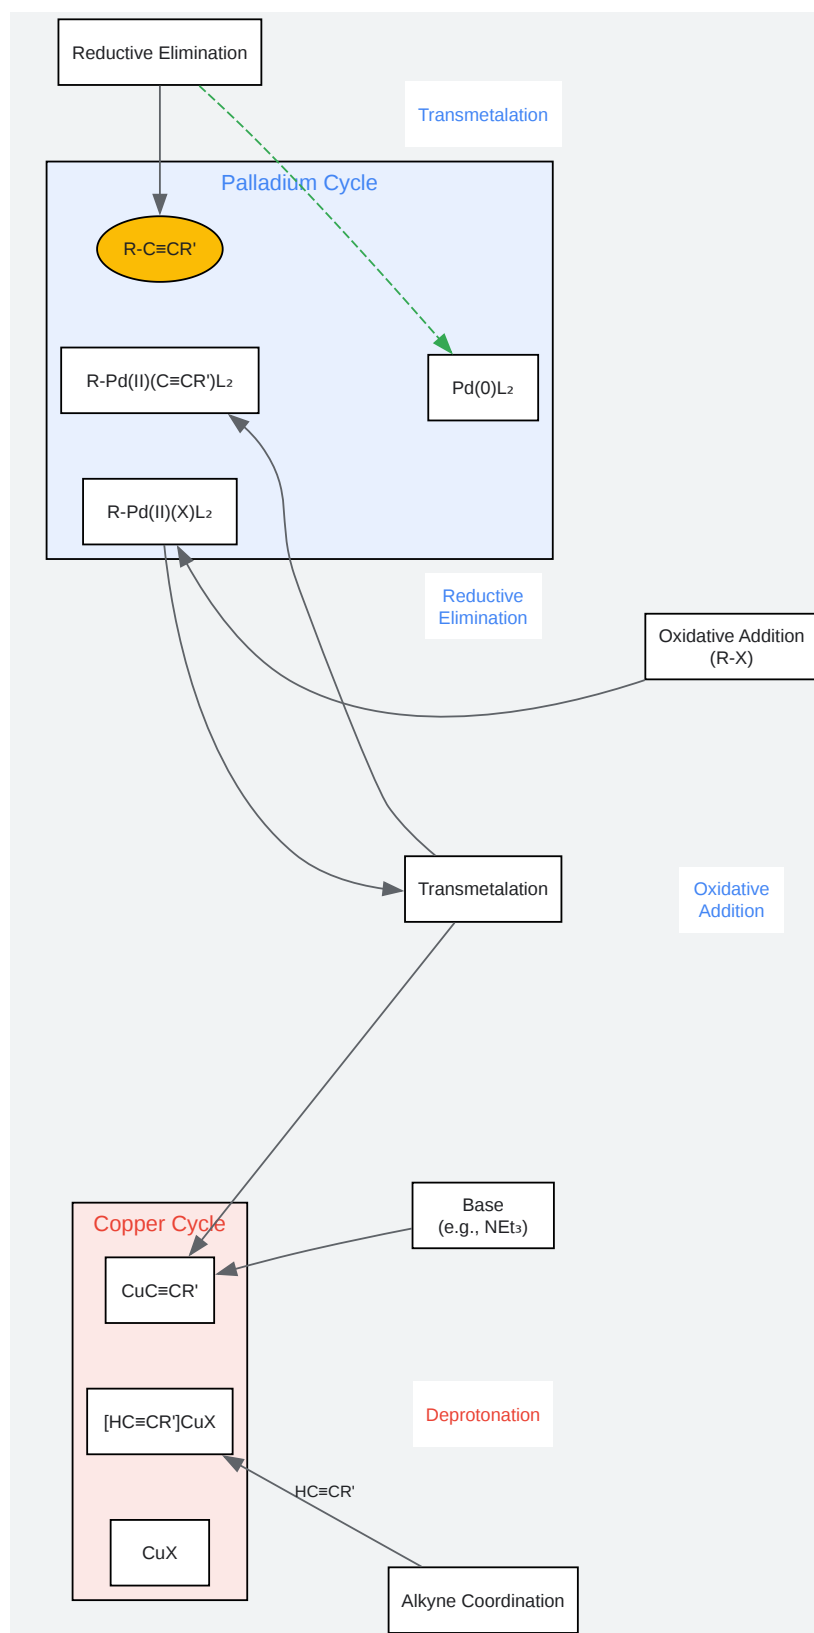 Reductive Elimination
Transmetalation
Palladium Cycle
R-C≡CR'
R-Pd(II)(C≡CR')L₂
Pd(0)L₂
R-Pd(II)(X)L₂
Reductive
Elimination
Oxidative Addition
(R-X)
Transmetalation
Oxidative
Addition
Base
(e.g., NEt₃)
Copper Cycle
CuC≡CR'
Deprotonation
[HC≡CR']CuX
HC≡CR'
CuX
Alkyne Coordination